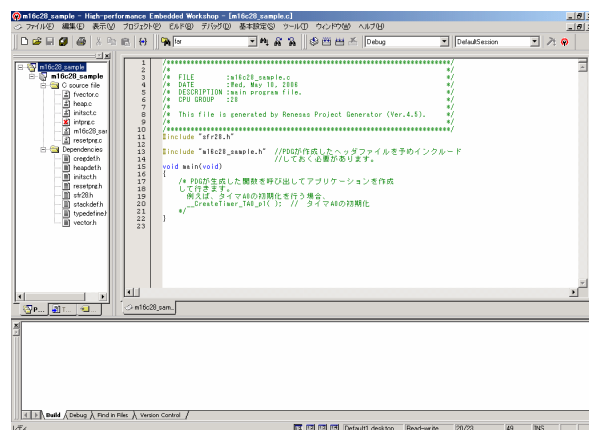 m16c28_sample - High-performance Embedded Workshop - [m16c28_sample.c]
ファイル(F) 編集(E) 表示(V) プロジェクト(P) ビルド(B) デバッグ(D) 基本設定(S) ツール(T) ウィンドウ(W) ヘルプ(H)
far
Debug
DefaultSession
m16c28_sample
m16c28_sample
C source file
fvector.c
heap.c
initsct.c
intprg.c
m16c28_sar
resetprg.c
Dependencies
cregdef.h
heapdef.h
initsct.h
resetprg.h
sfr28.h
stackdef.h
typedefine.h
vector.h
P...
T...
1 /***********************************************************************/
2 /* */
3 /* FILE :m16c28_sample.c */
4 /* DATE :Wed, May 10, 2006 */
5 /* DESCRIPTION :main program file. */
6 /* CPU GROUP :28 */
7 /* */
8 /* This file is generated by Renesas Project Generator (Ver.4.5). */
9 /* */
10 /***********************************************************************/
11 #include "sfr28.h"
12
13 #include "m16c28_sample.h" //PDGが作成したヘッダファイルを予めインクルード
14 //しておく必要があります。
15 void main(void)
16 {
17 /* PDGが生成した関数を呼び出してアプリケーションを作成
18 して行きます。
19 例えば、タイマA0の初期化を行う場合、
20 __CreateTimer_TA0_p1( ); // タイマA0の初期化
21 */
22 }
23
m16c28_sam..
Build
Debug
Find in Files
Version Control
レディ
Default1 desktop
Read-write
20/23
49
INS